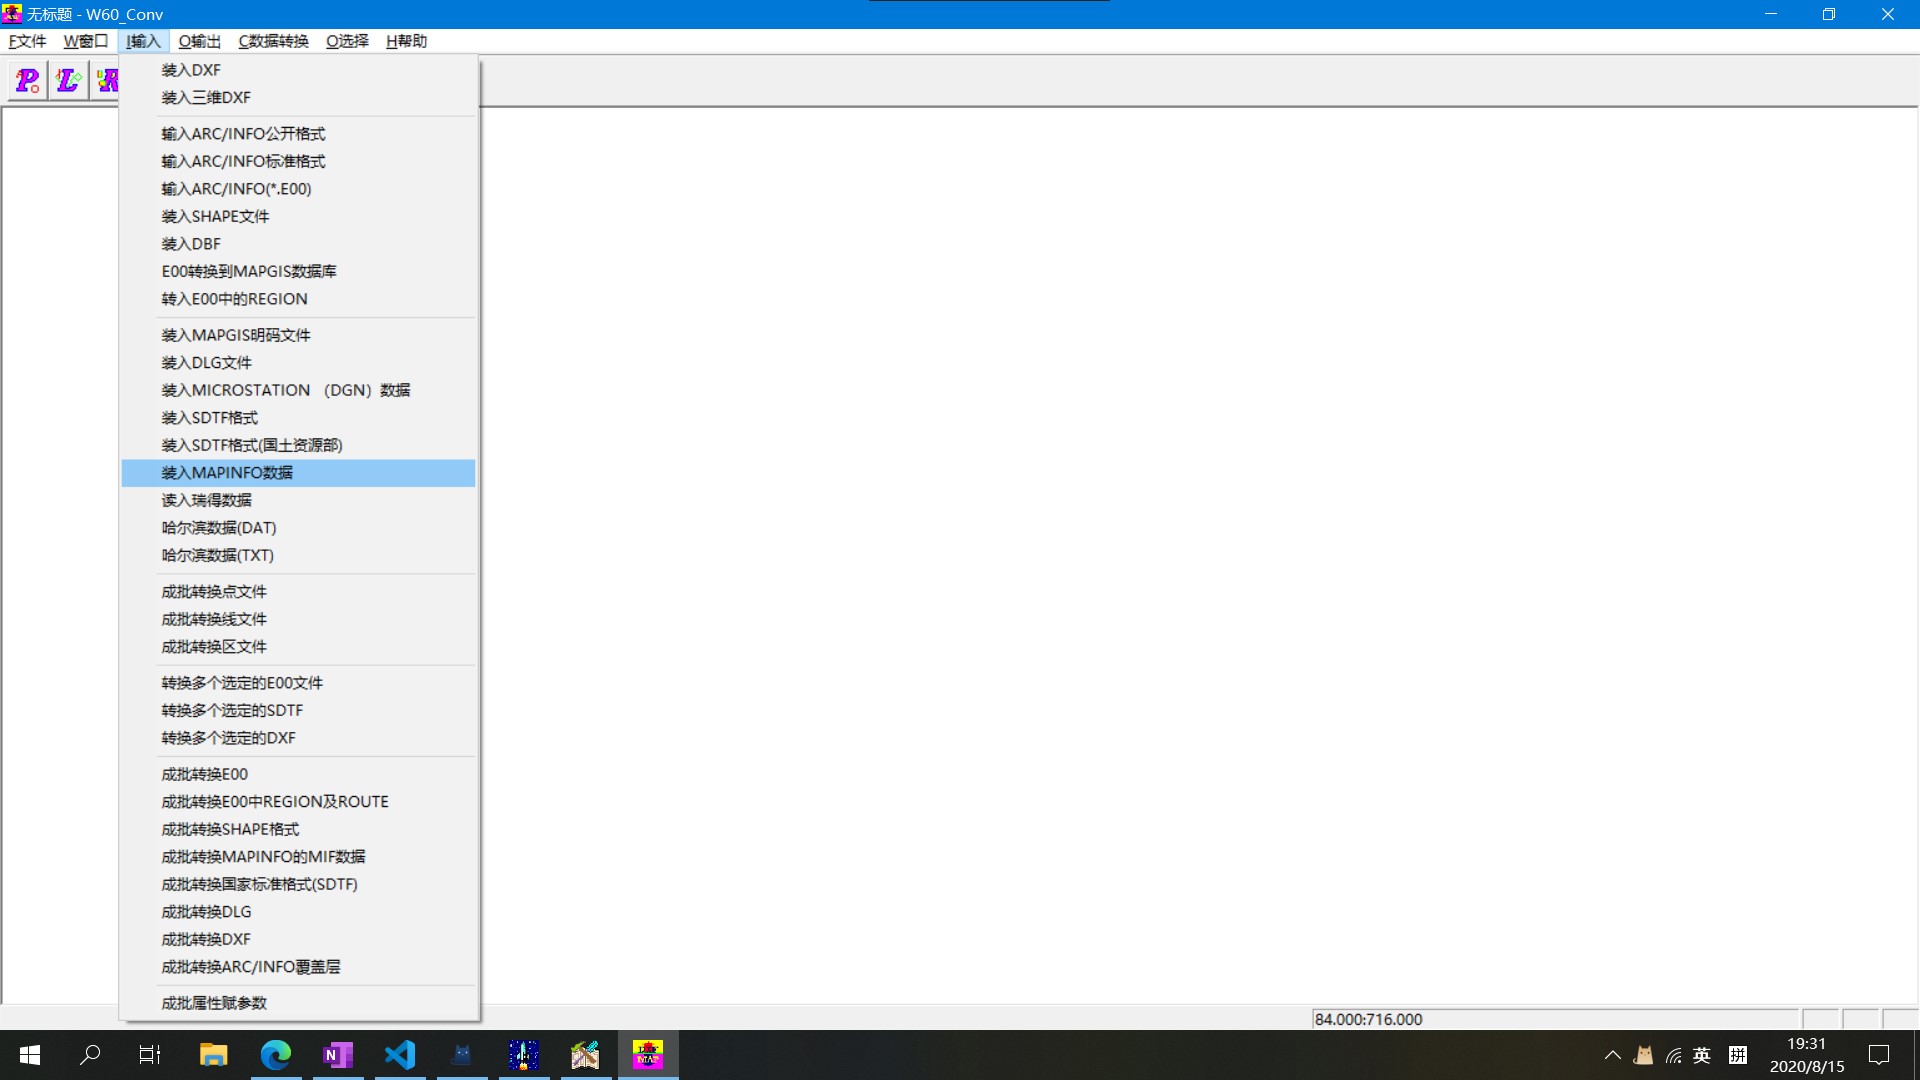 无标题 - W60_Conv
F文件 W窗口 I输入 O输出 C数据转换 O选择 H帮助
装入DXF
装入三维DXF
输入ARC/INFO公开格式
输入ARC/INFO标准格式
输入ARC/INFO(*.E00)
装入SHAPE文件
装入DBF
E00转换到MAPGIS数据库
转入E00中的REGION
装入MAPGIS明码文件
装入DLG文件
装入MICROSTATION （DGN）数据
装入SDTF格式
装入SDTF格式(国土资源部)
装入MAPINFO数据
读入瑞得数据
哈尔滨数据(DAT)
哈尔滨数据(TXT)
成批转换点文件
成批转换线文件
成批转换区文件
转换多个选定的E00文件
转换多个选定的SDTF
转换多个选定的DXF
成批转换E00
成批转换E00中REGION及ROUTE
成批转换SHAPE格式
成批转换MAPINFO的MIF数据
成批转换国家标准格式(SDTF)
成批转换DLG
成批转换DXF
成批转换ARC/INFO覆盖层
成批属性赋参数
84.000:716.000
英 拼
19:31
2020/8/15